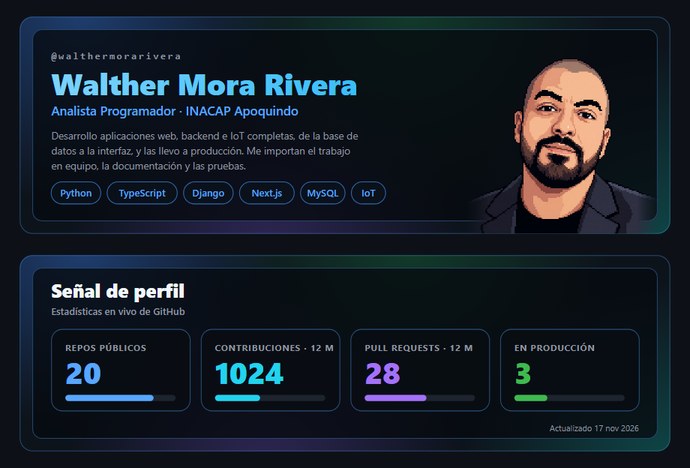 @walthermorarivera
Walther Mora Rivera
Analista Programador · INACAP Apoquindo
Desarrollo aplicaciones web, backend e IoT completas, de la base de
datos a la interfaz, y las llevo a producción. Me importan el trabajo
en equipo, la documentación y las pruebas.
Python TypeScript Django Next.js MySQL IoT
Señal de perfil
Estadísticas en vivo de GitHub
REPOS PÚBLICOS CONTRIBUCIONES · 12 M PULL REQUESTS · 12 M EN PRODUCCIÓN
20 1024 28 3
Actualizado 17 nov 2026